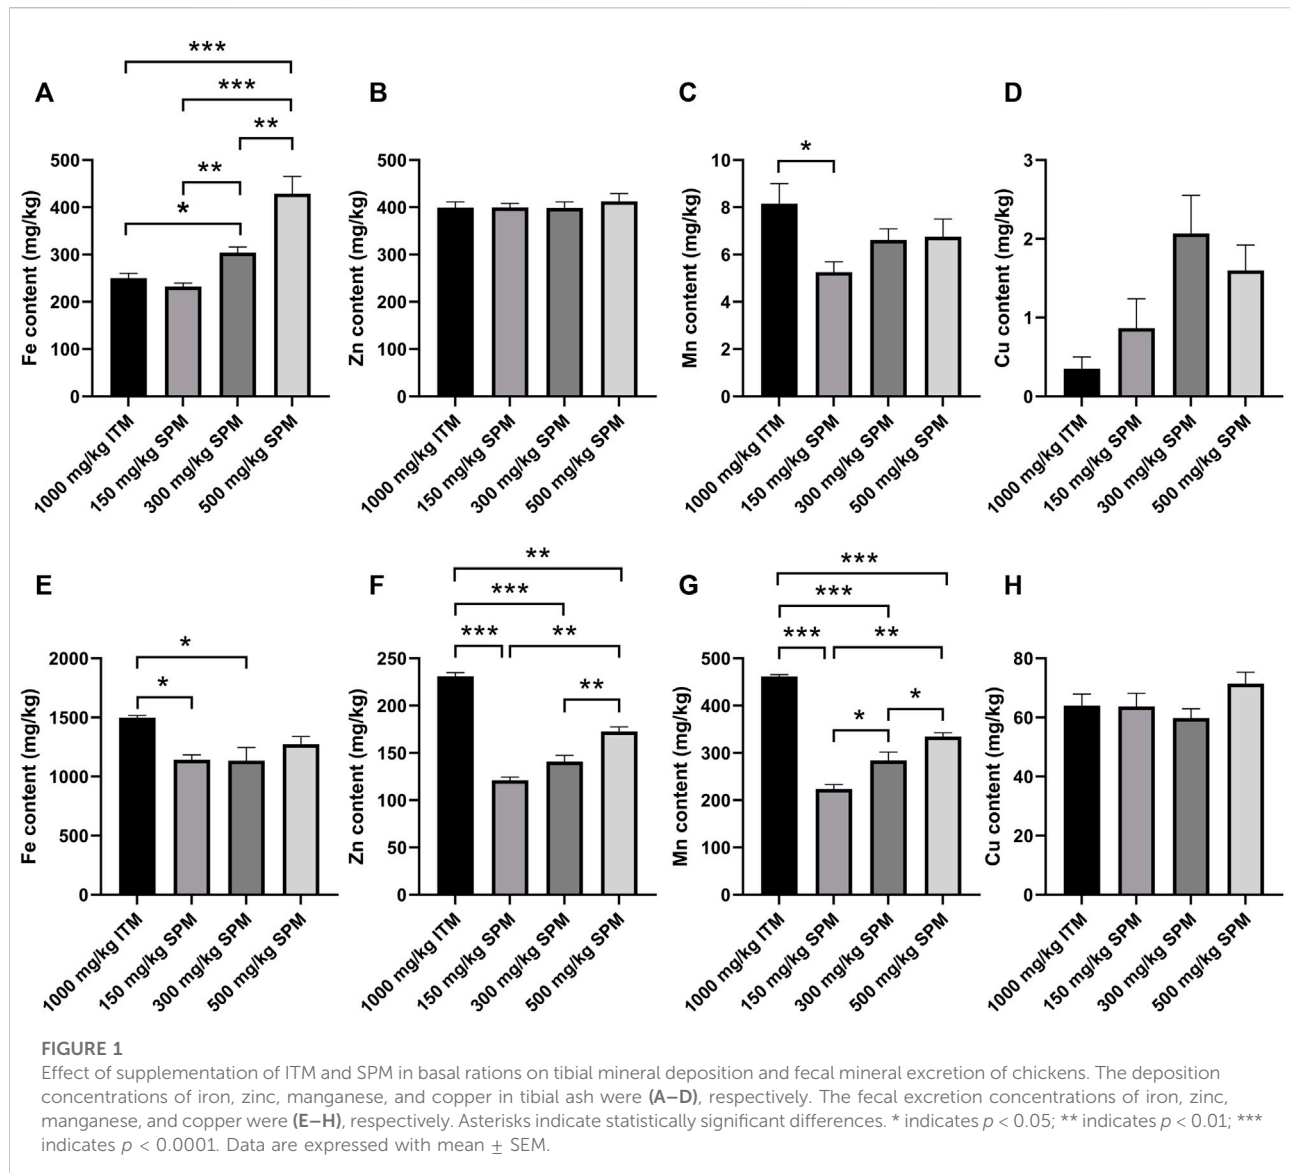 ***
A
***
B
C
D
**
**
*
*
Fe content (mg/kg)
500
400
300
200
100
0
1000 mg/kg ITM
150 mg/kg SPM
300 mg/kg SPM
500 mg/kg SPM
Zn content (mg/kg)
500
400
300
200
100
0
1000 mg/kg ITM
150 mg/kg SPM
300 mg/kg SPM
500 mg/kg SPM
Mn content (mg/kg)
10
8
6
4
2
0
1000 mg/kg ITM
150 mg/kg SPM
300 mg/kg SPM
500 mg/kg SPM
Cu content (mg/kg)
3
2
1
0
1000 mg/kg ITM
150 mg/kg SPM
300 mg/kg SPM
500 mg/kg SPM
E
*
*
Fe content (mg/kg)
2000
1500
1000
500
0
1000 mg/kg ITM
150 mg/kg SPM
300 mg/kg SPM
500 mg/kg SPM
F
**
***
***
**
**
Zn content (mg/kg)
250
200
150
100
50
0
1000 mg/kg ITM
150 mg/kg SPM
300 mg/kg SPM
500 mg/kg SPM
G
***
***
***
**
*
*
Mn content (mg/kg)
500
400
300
200
100
0
1000 mg/kg ITM
150 mg/kg SPM
300 mg/kg SPM
500 mg/kg SPM
H
Cu content (mg/kg)
80
60
40
20
0
1000 mg/kg ITM
150 mg/kg SPM
300 mg/kg SPM
500 mg/kg SPM
FIGURE 1
Effect of supplementation of ITM and SPM in basal rations on tibial mineral deposition and fecal mineral excretion of chickens. The deposition
concentrations of iron, zinc, manganese, and copper in tibial ash were (A–D), respectively. The fecal excretion concentrations of iron, zinc,
manganese, and copper were (E–H), respectively. Asterisks indicate statistically significant differences. * indicates p < 0.05; ** indicates p < 0.01; ***
indicates p < 0.0001. Data are expressed with mean ± SEM.